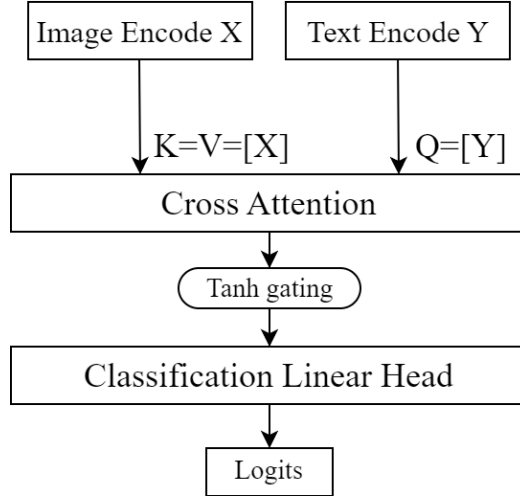 Image Encode X
Text Encode Y
K=V=[X]
Q=[Y]
Cross Attention
Tanh gating
Classification Linear Head
Logits